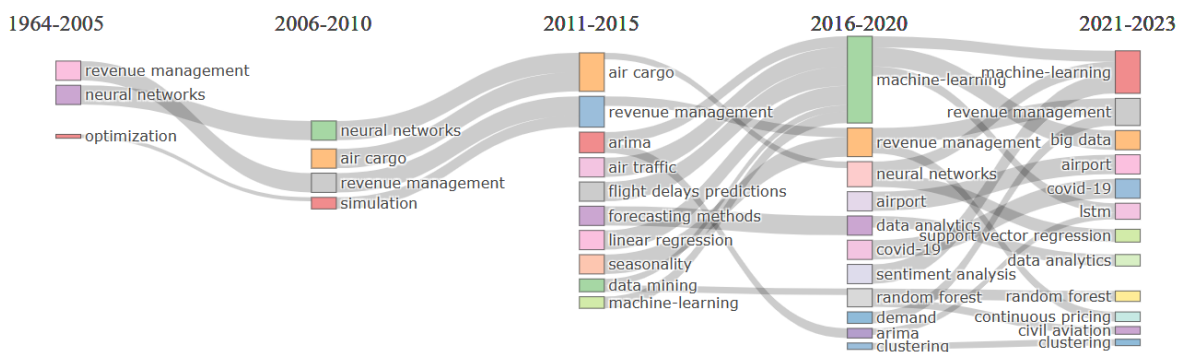 1964-2005
2006-2010
2011-2015
2016-2020
2021-2023
revenue management
neural networks
optimization
neural networks
air cargo
revenue management
simulation
air cargo
revenue management
arima
air traffic
flight delays predictions
forecasting methods
linear regression
seasonality
data mining
machine-learning
machine-learning
revenue management
neural networks
airport
data analytics
covid-19
sentiment analysis
random forest
demand
arima
clustering
machine-learning
revenue management
big data
airport
covid-19
lstm
support vector regression
data analytics
random forest
continuous pricing
civil aviation
clustering